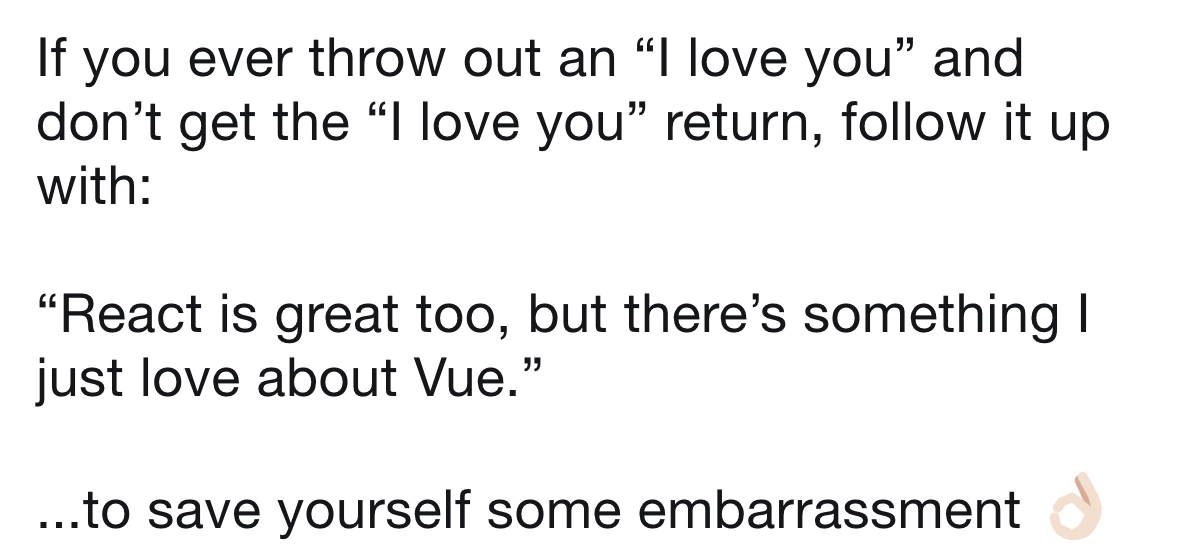 If you ever throw out an “I love you” and
don’t get the “I love you” return, follow it up
with:
“React is great too, but there’s something I
just love about Vue.”
...to save yourself some embarrassment 👌🏻